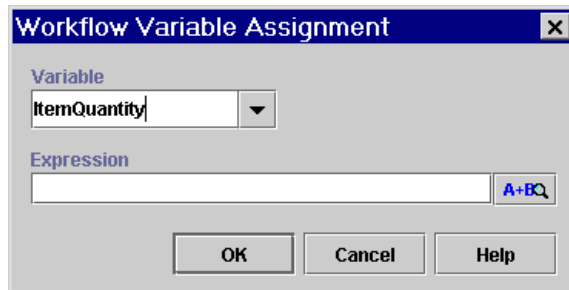 Workflow Variable Assignment
Variable
ItemQuantity
Expression
A+B
OK Cancel Help